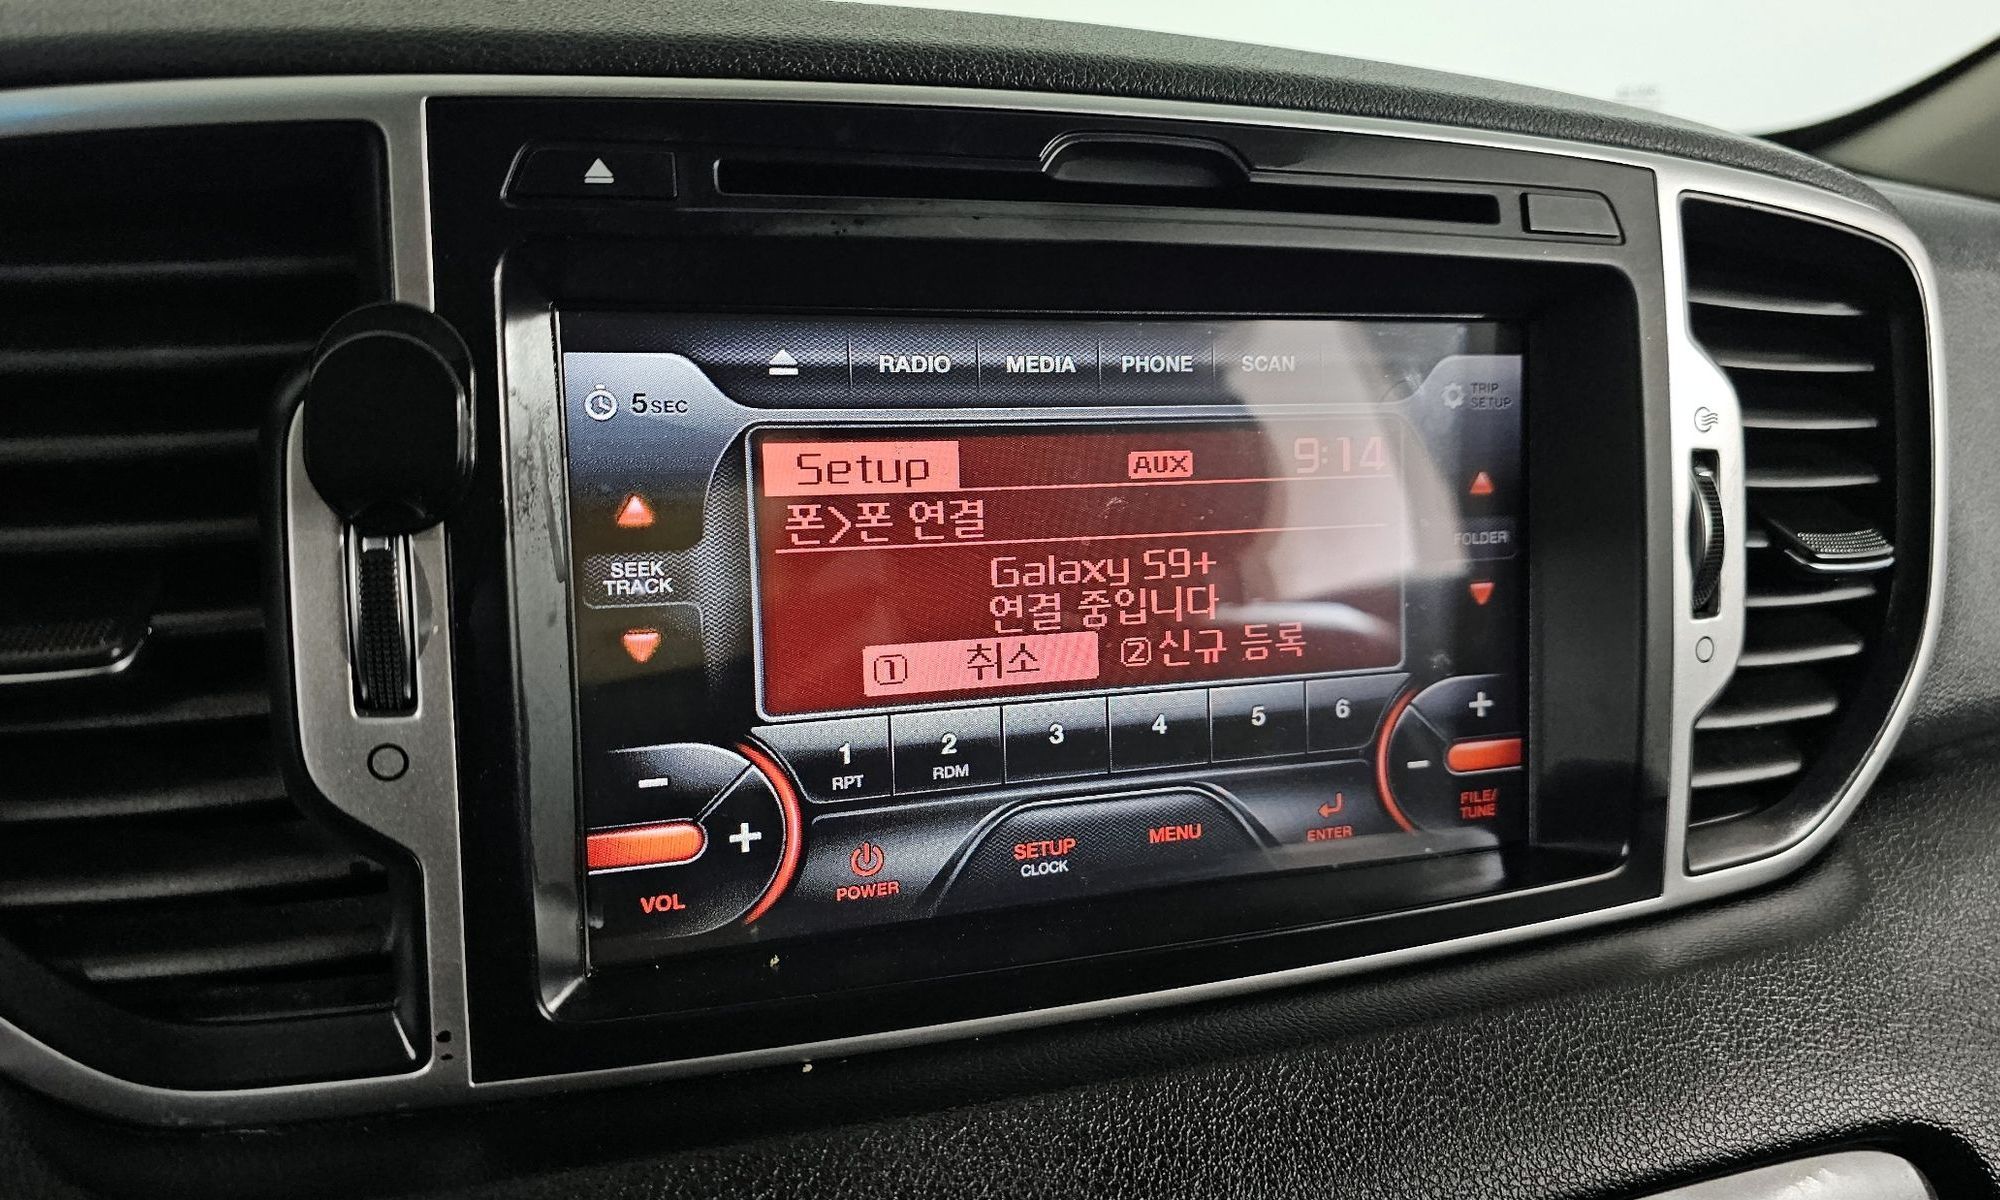 RADIO MEDIA PHONE SCAN
5 SEC
TRIP
SETUP
Setup AUX 9:14
폰>폰 연결
Galaxy S9+
연결 중입니다
① 취소 ②신규 등록
SEEK
TRACK
FOLDER
1 2 3 4 5 6
RPT RDM
- +
VOL
POWER
SETUP
CLOCK
MENU
ENTER
- +
FILE/
TUNE